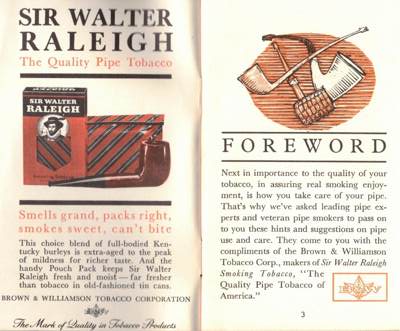 SIR WALTER
RALEIGH
The Quality Pipe Tobacco
SIR WALTER
RALEIGH
Smells grand, packs right,
smokes sweet, can't bite
This choice blend of full-bodied Ken-
tucky burleys is extra-aged to the peak
of mildness for richer taste. And the
handy Pouch Pack keeps Sir Walter
Raleigh fresh and moist — far fresher
than tobacco in old-fashioned tin cans.
BROWN & WILLIAMSON TOBACCO CORPORATION
The Mark of Quality in Tobacco Products
FOREWORD
Next in importance to the quality of your
tobacco, in assuring real smoking enjoy-
ment, is how you take care of your pipe.
That's why we've asked leading pipe ex-
perts and veteran pipe smokers to pass on
to you these hints and suggestions on pipe
use and care. They come to you with the
compliments of the Brown & Williamson
Tobacco Corp., makers of Sir Walter Raleigh
Smoking Tobacco, "The
Quality Pipe Tobacco of
America."
3